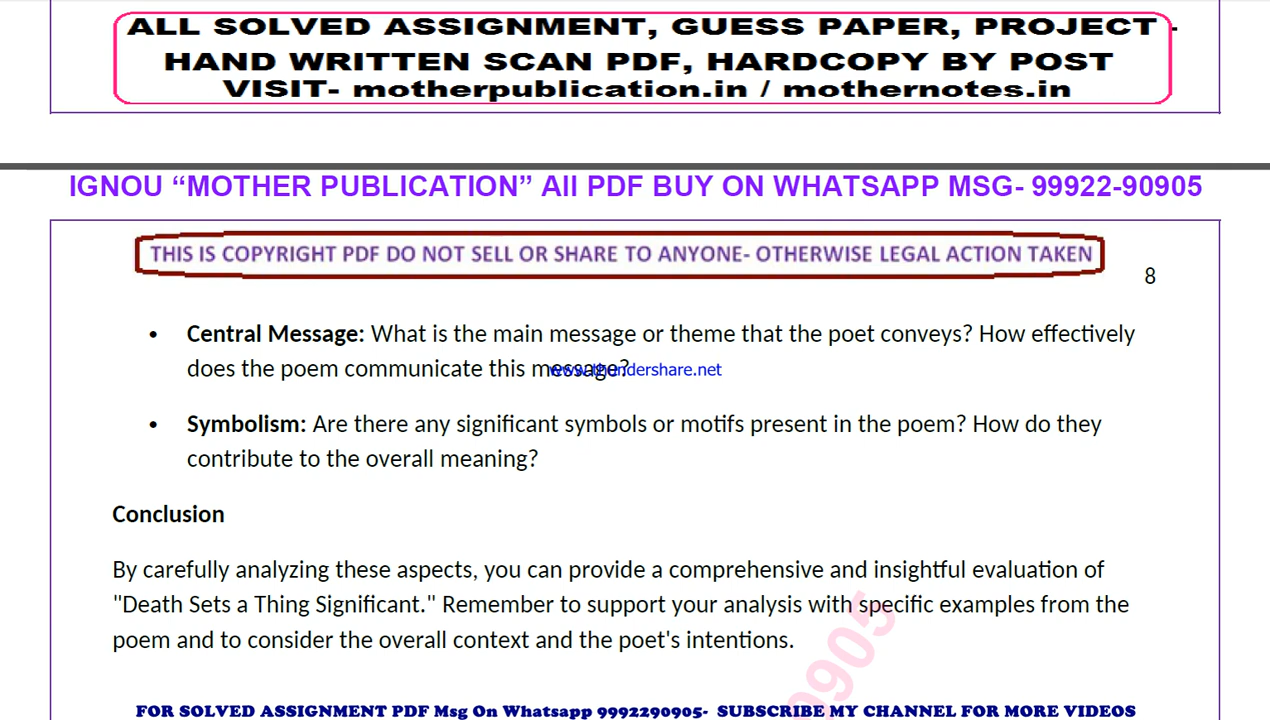 ALL SOLVED ASSIGNMENT, GUESS PAPER, PROJECT -
HAND WRITTEN SCAN PDF, HARDCOPY BY POST
VISIT- motherpublication.in / mothernotes.in
IGNOU “MOTHER PUBLICATION” All PDF BUY ON WHATSAPP MSG- 99922-90905
THIS IS COPYRIGHT PDF DO NOT SELL OR SHARE TO ANYONE- OTHERWISE LEGAL ACTION TAKEN
8
• Central Message: What is the main message or theme that the poet conveys? How effectively
does the poem communicate this message?
• Symbolism: Are there any significant symbols or motifs present in the poem? How do they
contribute to the overall meaning?
Conclusion
By carefully analyzing these aspects, you can provide a comprehensive and insightful evaluation of
"Death Sets a Thing Significant." Remember to support your analysis with specific examples from the
poem and to consider the overall context and the poet's intentions.
FOR SOLVED ASSIGNMENT PDF Msg On Whatsapp 9992290905- SUBSCRIBE MY CHANNEL FOR MORE VIDEOS